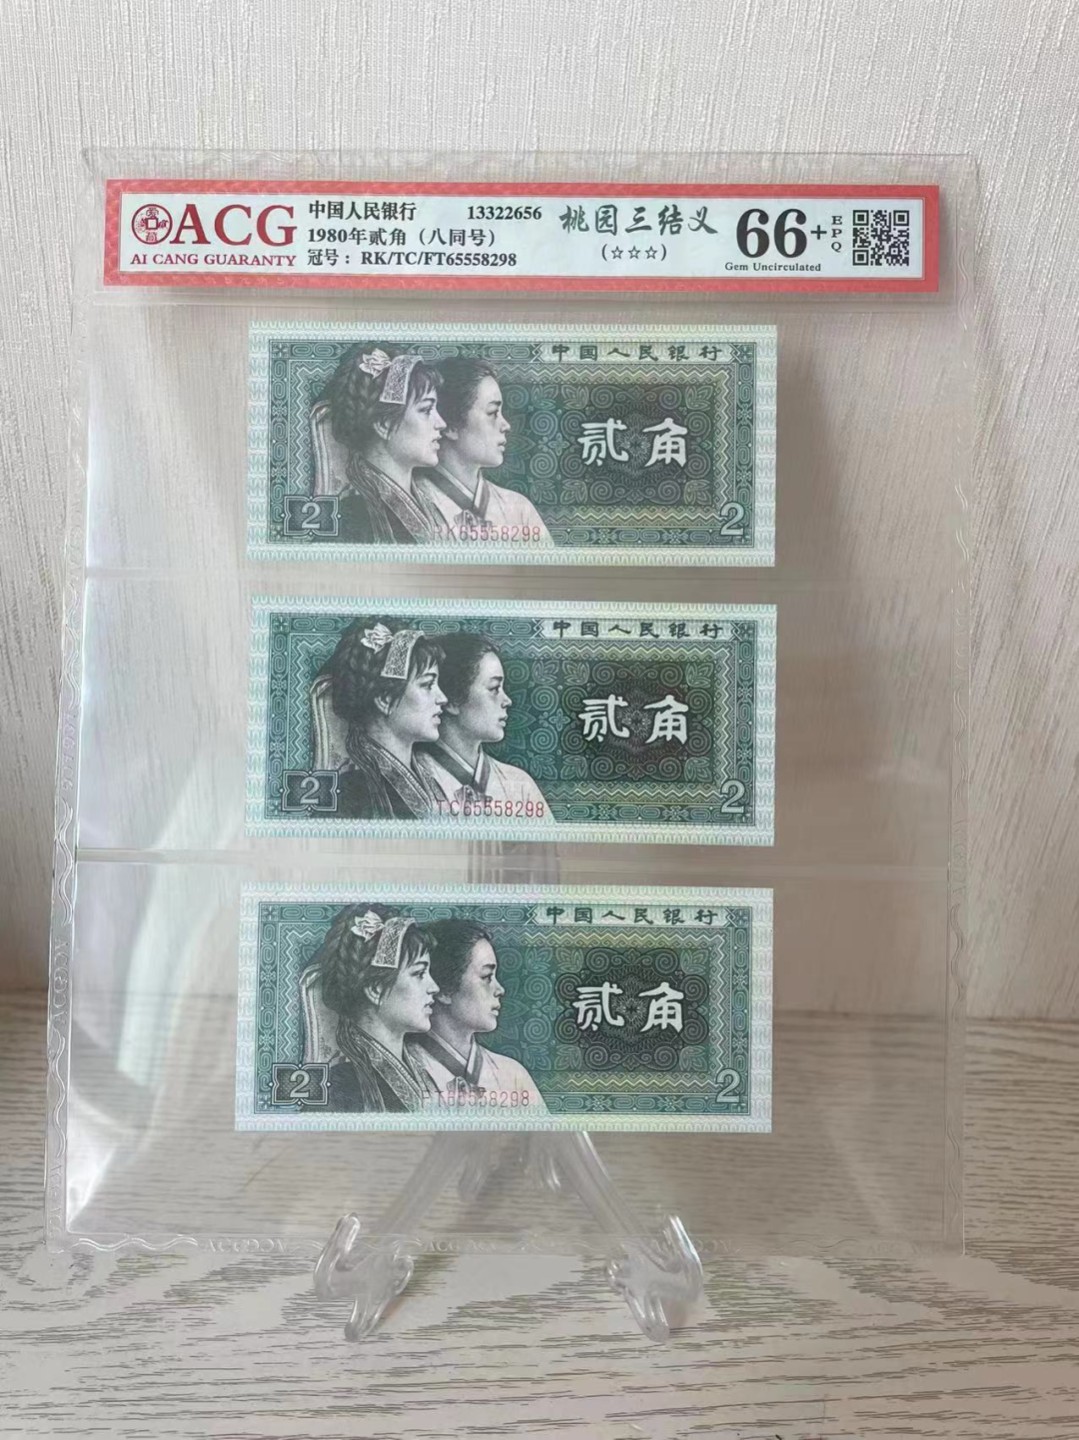 ACG
AI CANG GUARANTY
中国人民银行 13322656
1980年贰角（八同号）
冠号：RK/TC/FT65558298
桃园三结义
(☆☆☆)
66+
EPQ
Gem Uncirculated
中国人民银行
贰角
2
2
RK65558298
中国人民银行
贰角
2
2
TC65558298
中国人民银行
贰角
2
2
FT65558298